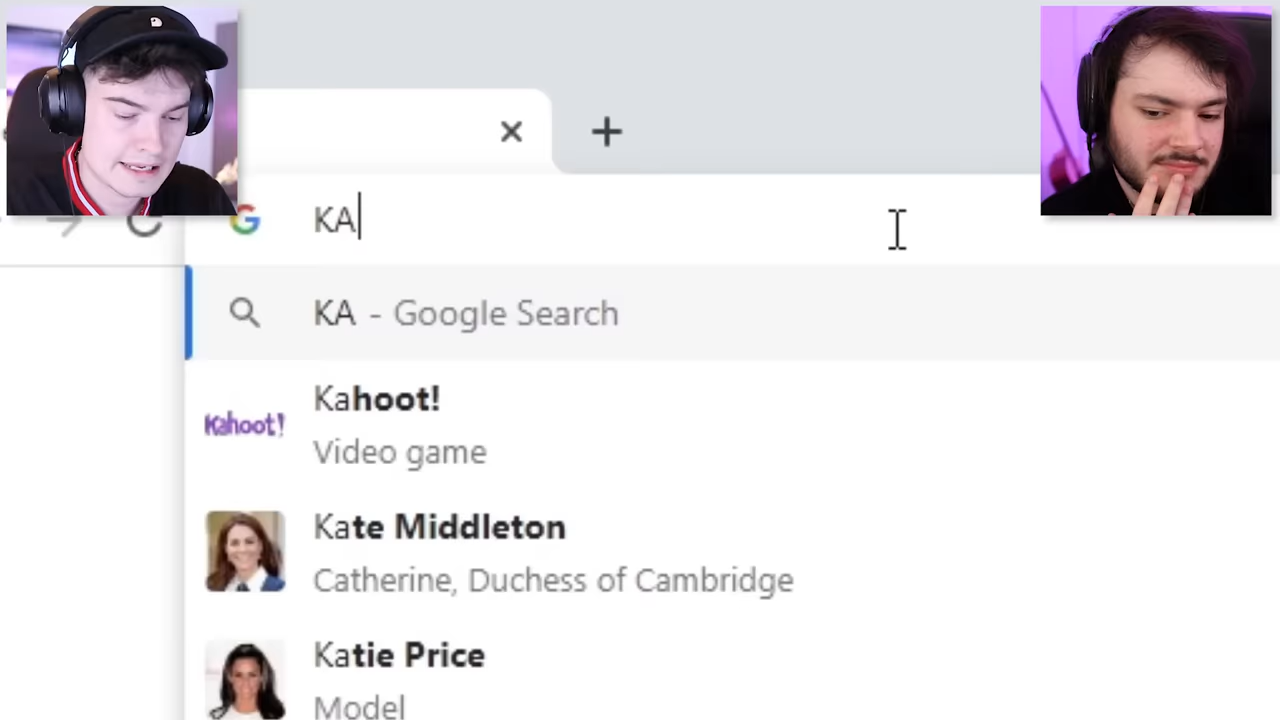 KA
KA - Google Search
Kahoot!
Kahoot!
Video game
Kate Middleton
Catherine, Duchess of Cambridge
Katie Price
Model